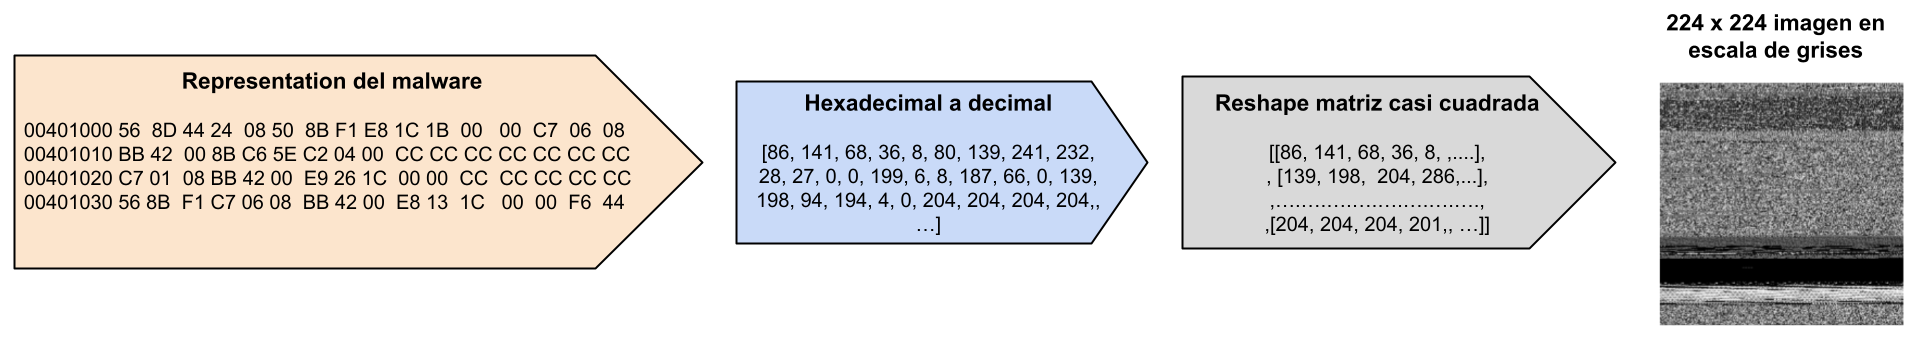 Representation del malware
00401000 56 8D 44 24 08 50 8B F1 E8 1C 1B 00 00 C7 06 08
00401010 BB 42 00 8B C6 5E C2 04 00 CC CC CC CC CC CC CC
00401020 C7 01 08 BB 42 00 E9 26 1C 00 00 CC CC CC CC CC
00401030 56 8B F1 C7 06 08 BB 42 00 E8 13 1C 00 00 F6 44
Hexadecimal a decimal
[86, 141, 68, 36, 8, 80, 139, 241, 232,
28, 27, 0, 0, 199, 6, 8, 187, 66, 0, 139,
198, 94, 194, 4, 0, 204, 204, 204, 204,,
…]
Reshape matriz casi cuadrada
[[86, 141, 68, 36, 8, ,....],
, [139, 198, 204, 286,...],
,…………………………,
,[204, 204, 204, 201,, …]]
224 x 224 imagen en
escala de grises